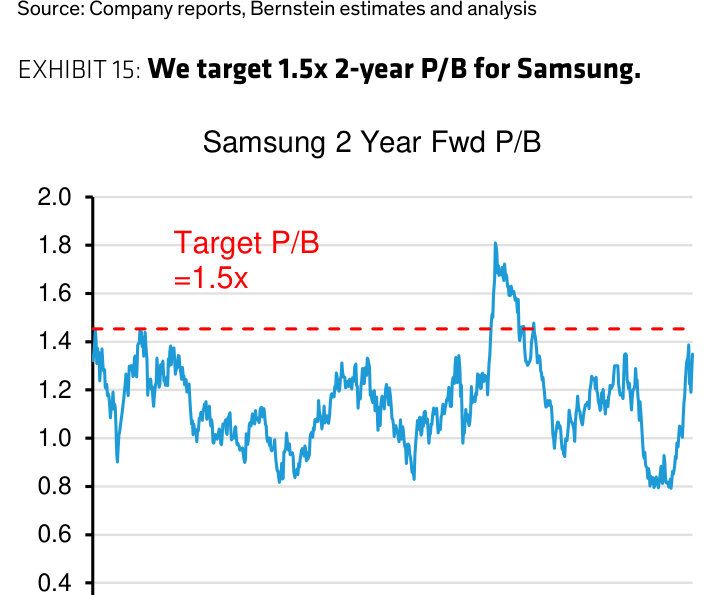 Source: Company reports, Bernstein estimates and analysis
EXHIBIT 15: We target 1.5x 2-year P/B for Samsung.
Samsung 2 Year Fwd P/B
2.0
Target P/B
1.8
=1.5x
1.6
1.4
1.2
1.0
0.8
0.6
0.4